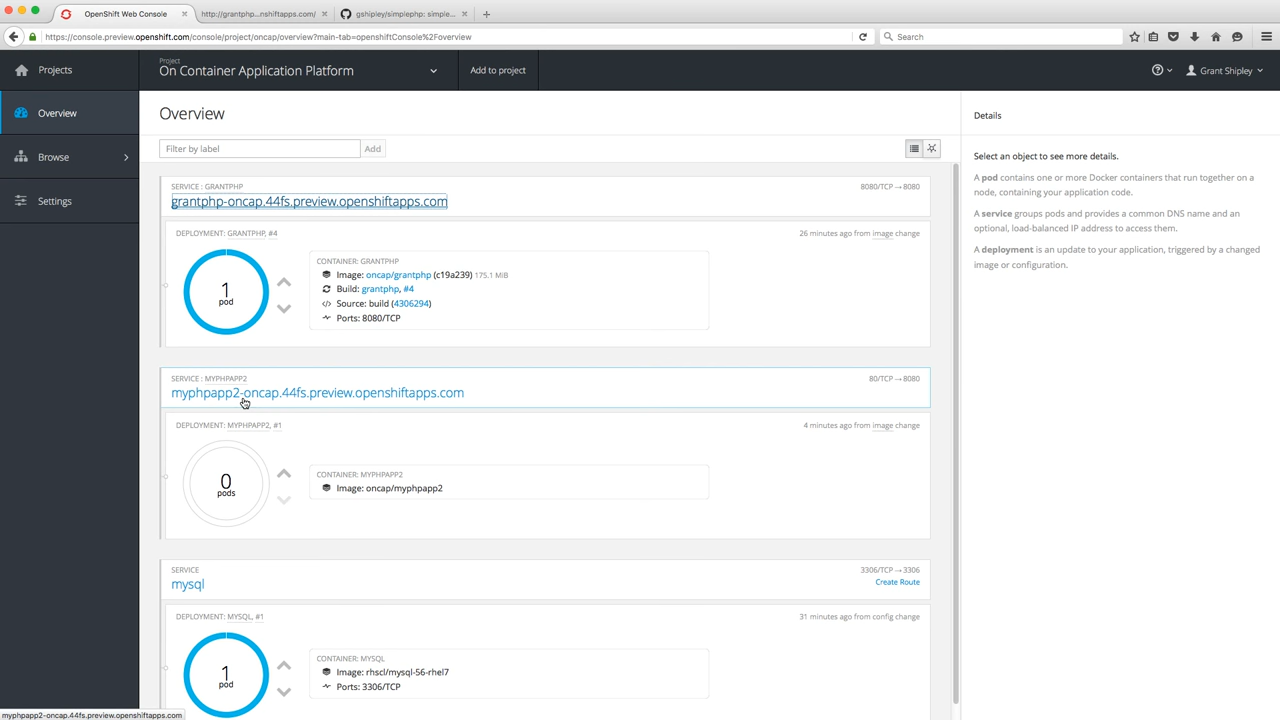 OpenShift Web Console
http://grantphp...nshiftapps.com/
gshipley/simplephp: simple...
https://console.preview.openshift.com/console/project/oncap/overview?main-tab=openshiftConsole%2Foverview
Search
Projects
Project
On Container Application Platform
Add to project
Grant Shipley
Overview
Browse
Settings
Overview
Filter by label
Add
SERVICE : GRANTPHP
8080/TCP → 8080
grantphp-oncap.44fs.preview.openshiftapps.com
DEPLOYMENT: GRANTPHP, #4
26 minutes ago from image change
1
pod
CONTAINER: GRANTPHP
Image: oncap/grantphp (c19a239) 175.1 MiB
Build: grantphp, #4
Source: build (4306294)
Ports: 8080/TCP
SERVICE : MYPHPAPP2
80/TCP → 8080
myphpapp2-oncap.44fs.preview.openshiftapps.com
DEPLOYMENT: MYPHPAPP2, #1
4 minutes ago from image change
0
pods
CONTAINER: MYPHPAPP2
Image: oncap/myphpapp2
SERVICE
3306/TCP → 3306
mysql
Create Route
DEPLOYMENT: MYSQL, #1
31 minutes ago from config change
1
pod
CONTAINER: MYSQL
Image: rhscl/mysql-56-rhel7
Ports: 3306/TCP
Details
Select an object to see more details.
A pod contains one or more Docker containers that run together on a
node, containing your application code.
A service groups pods and provides a common DNS name and an
optional, load-balanced IP address to access them.
A deployment is an update to your application, triggered by a changed
image or configuration.
myphpapp2-oncap.44fs.preview.openshiftapps.com